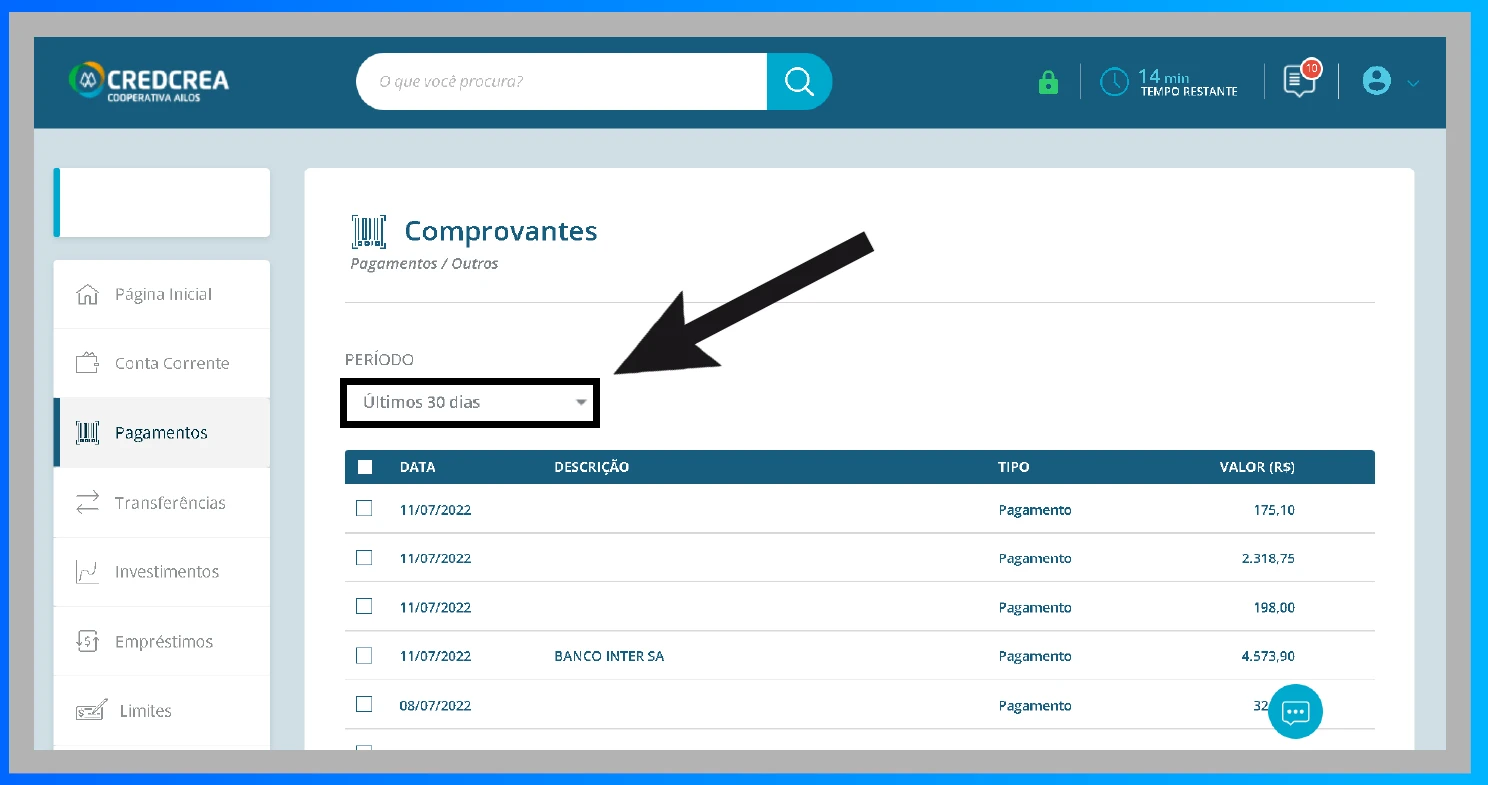 CREDCREA
COOPERATIVA AILOS
O que você procura?
14 min
TEMPO RESTANTE
10
Página Inicial
Conta Corrente
Pagamentos
Transferências
Investimentos
Empréstimos
Limites
Comprovantes
Pagamentos / Outros
PERÍODO
Últimos 30 dias
DATA DESCRIÇÃO TIPO VALOR (R$)
11/07/2022 Pagamento 175,10
11/07/2022 Pagamento 2.318,75
11/07/2022 Pagamento 198,00
11/07/2022 BANCO INTER SA Pagamento 4.573,90
08/07/2022 Pagamento